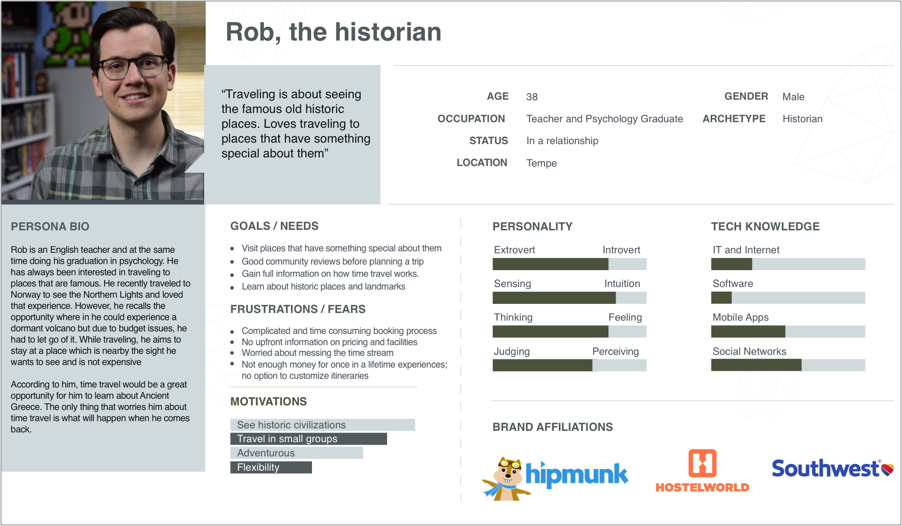 Rob, the historian
“Traveling is about seeing
the famous old historic
places. Loves traveling to
places that have something
special about them”
AGE 38
OCCUPATION Teacher and Psychology Graduate
STATUS In a relationship
LOCATION Tempe
GENDER Male
ARCHETYPE Historian
PERSONA BIO
Rob is an English teacher and at the same
time doing his graduation in psychology. He
has always been interested in traveling to
places that are famous. He recently traveled to
Norway to see the Northern Lights and loved
that experience. However, he recalls the
opportunity where in he could experience a
dormant volcano but due to budget issues, he
had to let go of it. While traveling, he aims to
stay at a place which is nearby the sight he
wants to see and is not expensive
According to him, time travel would be a great
opportunity for him to learn about Ancient
Greece. The only thing that worries him about
time travel is what will happen when he comes
back.
GOALS / NEEDS
• Visit places that have something special about them
• Good community reviews before planning a trip
• Gain full information on how time travel works.
• Learn about historic places and landmarks
FRUSTRATIONS / FEARS
• Complicated and time consuming booking process
• No upfront information on pricing and facilities
• Worried about messing the time stream
• Not enough money for once in a lifetime experiences;
no option to customize itineraries
MOTIVATIONS
See historic civilizations
Travel in small groups
Adventurous
Flexibility
PERSONALITY
Extrovert Introvert
Sensing Intuition
Thinking Feeling
Judging Perceiving
TECH KNOWLEDGE
IT and Internet
Software
Mobile Apps
Social Networks
BRAND AFFILIATIONS
hipmunk
HOSTELWORLD
Southwest